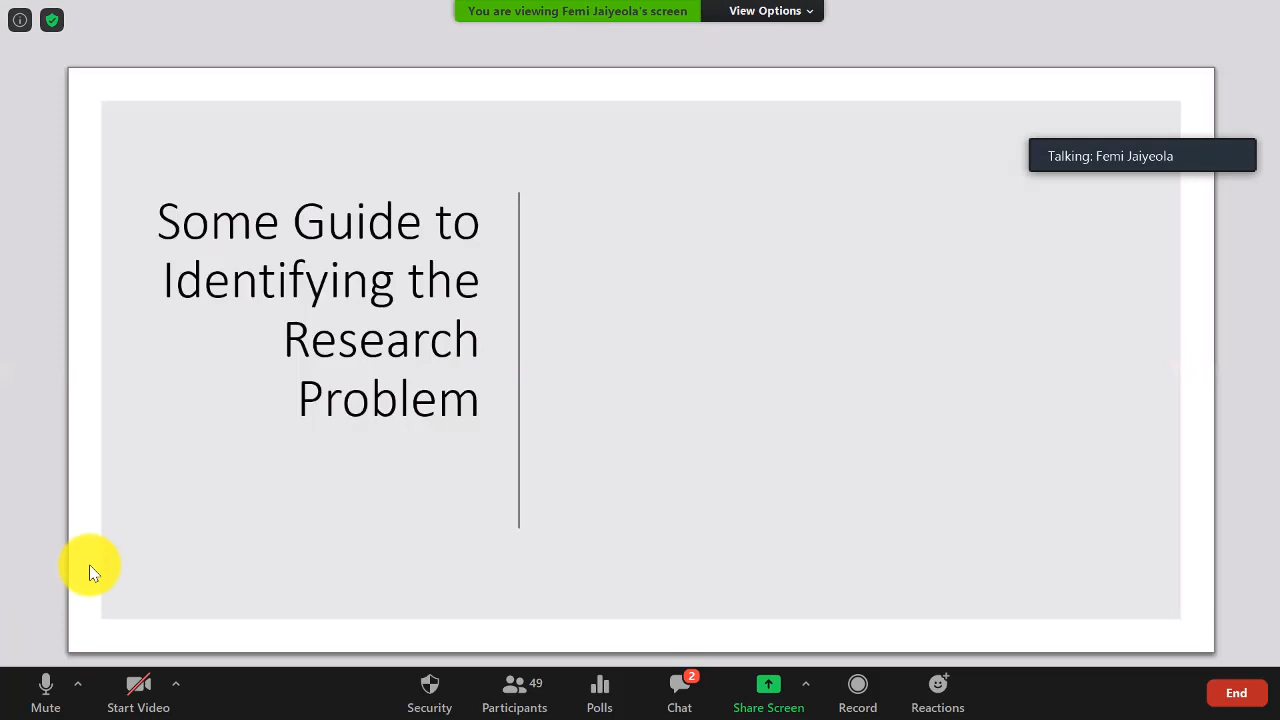 You are viewing Femi Jaiyeola's screen
View Options
Talking: Femi Jaiyeola
Some Guide to
Identifying the
Research
Problem
49
2
Mute
Start Video
Security
Participants
Polls
Chat
Share Screen
Record
Reactions
End